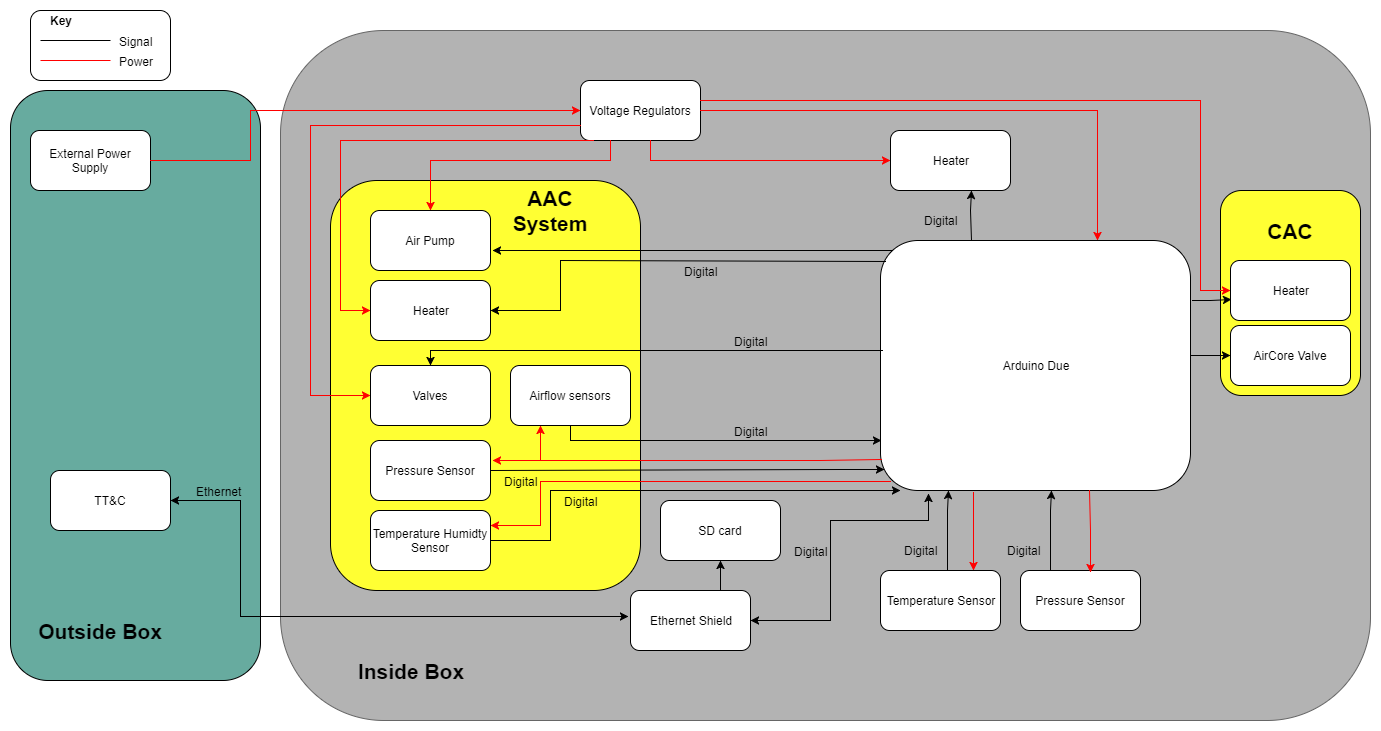 Key
Signal
Power
Voltage Regulators
External Power
Supply
Heater
AAC
System
Air Pump
Digital
CAC
Heater
Digital
Heater
Arduino Due
AirCore Valve
Digital
Valves
Airflow sensors
Digital
Pressure Sensor
Digital
Digital
Temperature Humidty
Sensor
TT&C
Ethernet
SD card
Digital
Digital
Digital
Ethernet Shield
Temperature Sensor
Pressure Sensor
Outside Box
Inside Box